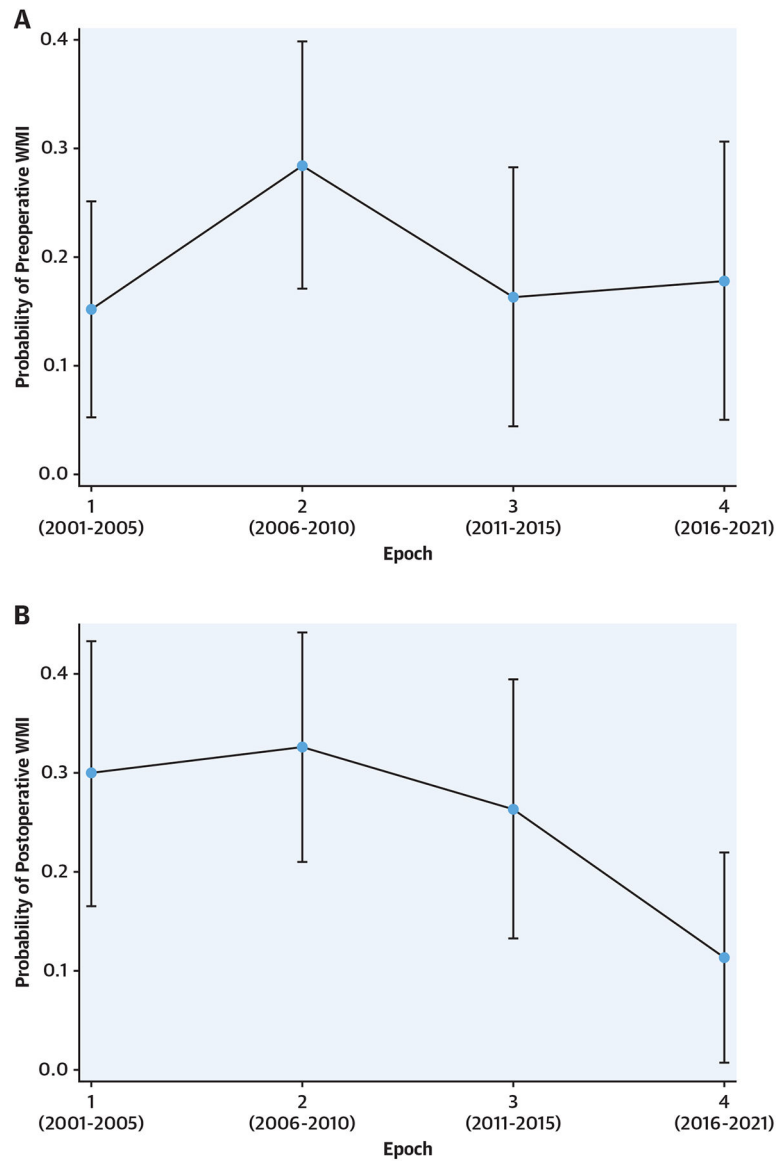 A
Probability of Preoperative WMI
0.4
0.3
0.2
0.1
0.0
1 2 3 4
(2001-2005) (2006-2010) (2011-2015) (2016-2021)
Epoch
B
Probability of Postoperative WMI
0.4
0.3
0.2
0.1
0.0
1 2 3 4
(2001-2005) (2006-2010) (2011-2015) (2016-2021)
Epoch